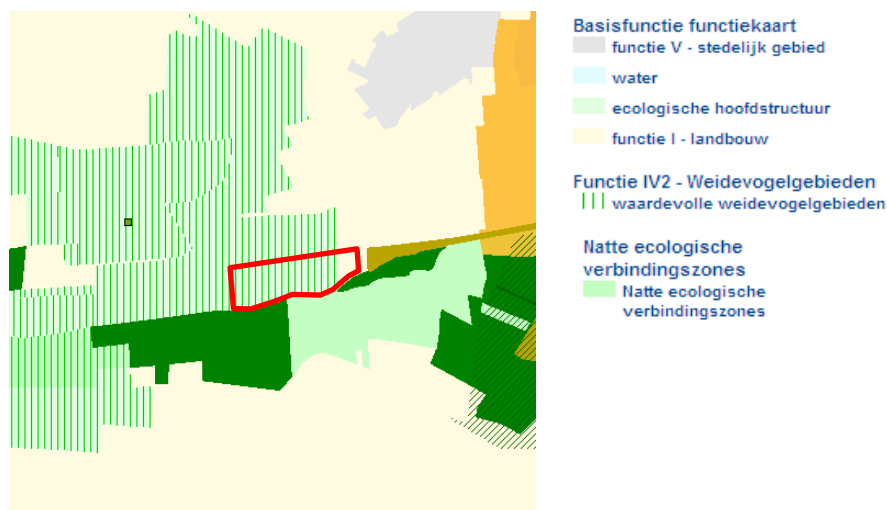 Basisfunctie functiekaart
functie V - stedelijk gebied
water
ecologische hoofdstructuur
functie I - landbouw
Functie IV2 - Weidevogelgebieden
waardevolle weidevogelgebieden
Natte ecologische
verbindingszones
Natte ecologische
verbindingszones